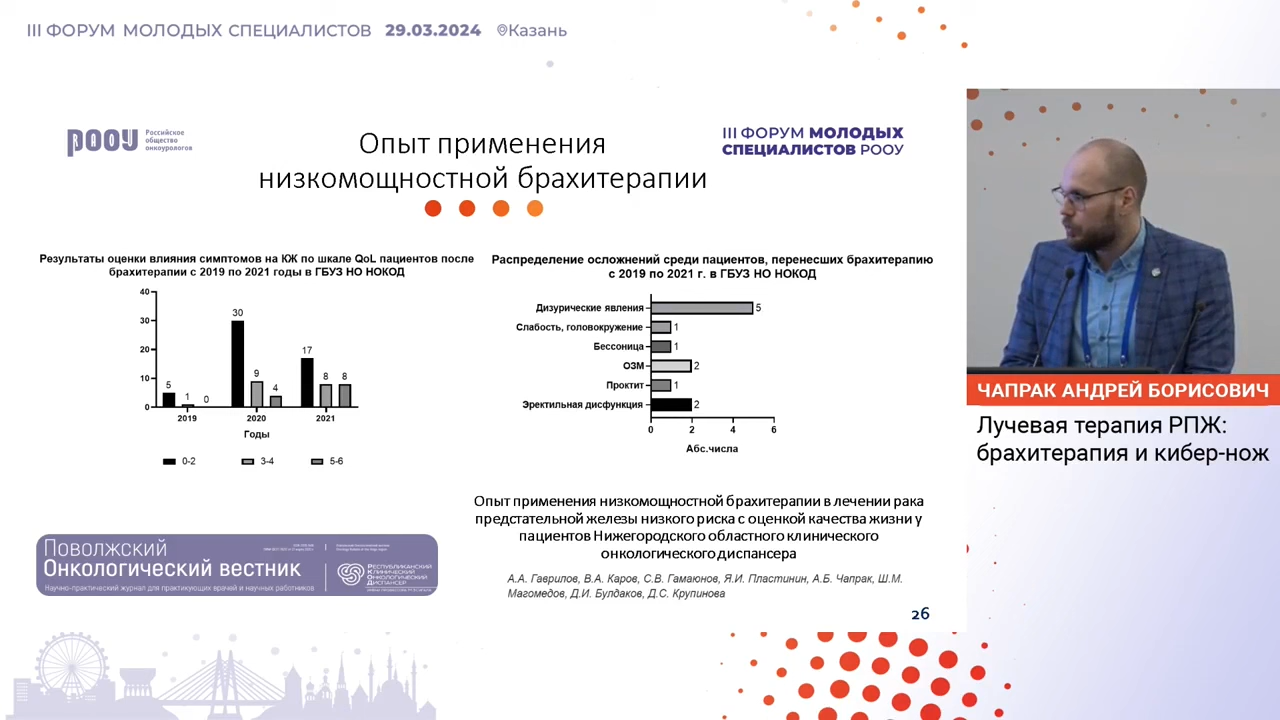 III ФОРУМ МОЛОДЫХ СПЕЦИАЛИСТОВ 29.03.2024 Казань
РООУ
Российское
общество
онкоурологов
Опыт применения
низкомощностной брахитерапии
III ФОРУМ МОЛОДЫХ
СПЕЦИАЛИСТОВ РООУ
Результаты оценки влияния симптомов на КЖ по шкале QoL пациентов после
брахитерапии с 2019 по 2021 годы в ГБУЗ НО НОКОД
40
30
20
10
0
5
1
0
30
9
4
17
8
8
2019
2020
2021
Годы
0-2
3-4
5-6
Распределение осложнений среди пациентов, перенесших брахитерапию
с 2019 по 2021 г. в ГБУЗ НО НОКОД
Дизурические явления 5
Слабость, головокружение 1
Бессоница 1
ОЗМ 2
Проктит 1
Эректильная дисфункция 2
0 2 4 6
Абс.числа
Опыт применения низкомощностной брахитерапии в лечении рака
предстательной железы низкого риска с оценкой качества жизни у
пациентов Нижегородского областного клинического
онкологического диспансера
А.А. Гаврилов, В.А. Каров, С.В. Гамаюнов, Я.И. Пластинин, А.Б. Чапрак, Ш.М.
Магомедов, Д.И. Булдаков, Д.С. Крупинова
26
Поволжский
Онкологический вестник
Научно-практический журнал для практикующих врачей и научных работников
Республиканский
Клинический
Онкологический
Диспансер
ЧАПРАК АНДРЕЙ БОРИСОВИЧ
Лучевая терапия РПЖ:
брахитерапия и кибер-нож